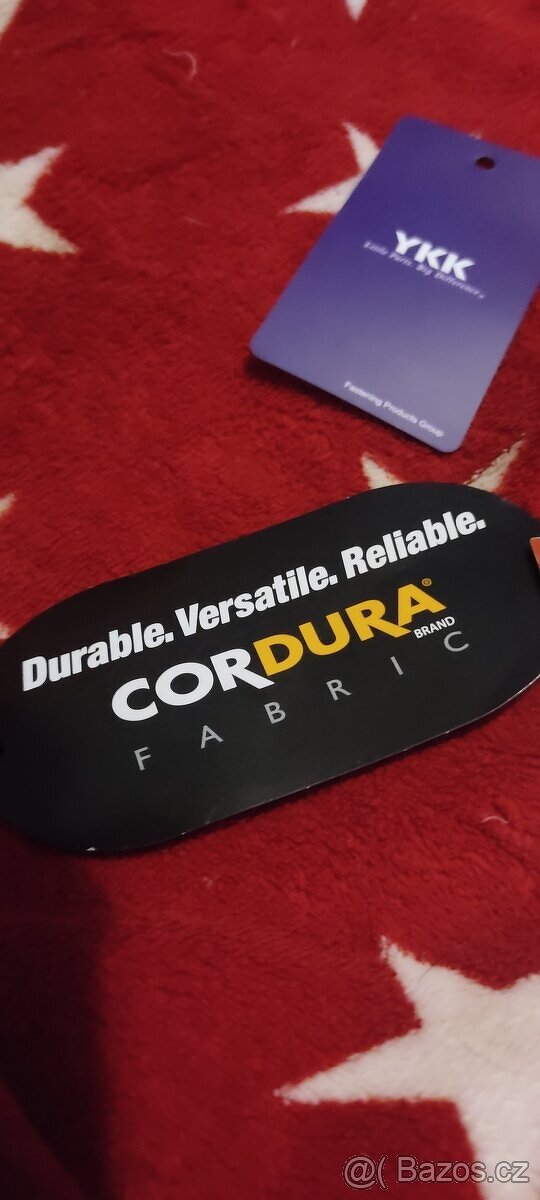 YKK
Little Parts. Big Difference.
Fastening Products Group
Durable. Versatile. Reliable.
CORDURA®
BRAND
FABRIC
@( Bazos.cz